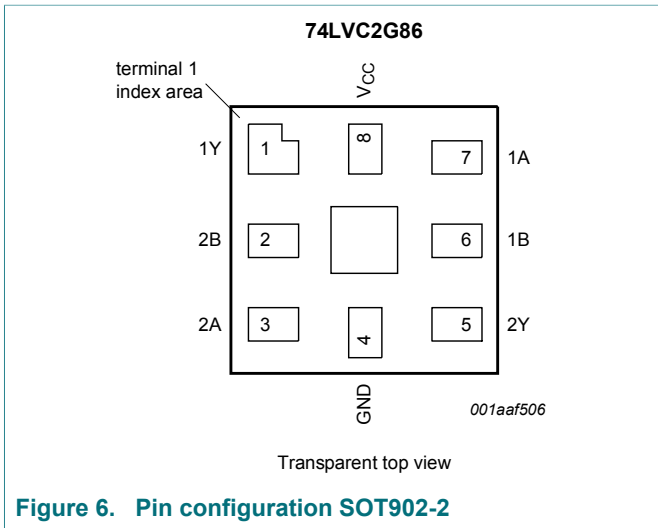 74LVC2G86
terminal 1
index area
VCC
1Y 1 8 7 1A
2B 2 6 1B
2A 3 4 5 2Y
GND
001aaf506
Transparent top view
Figure 6. Pin configuration SOT902-2